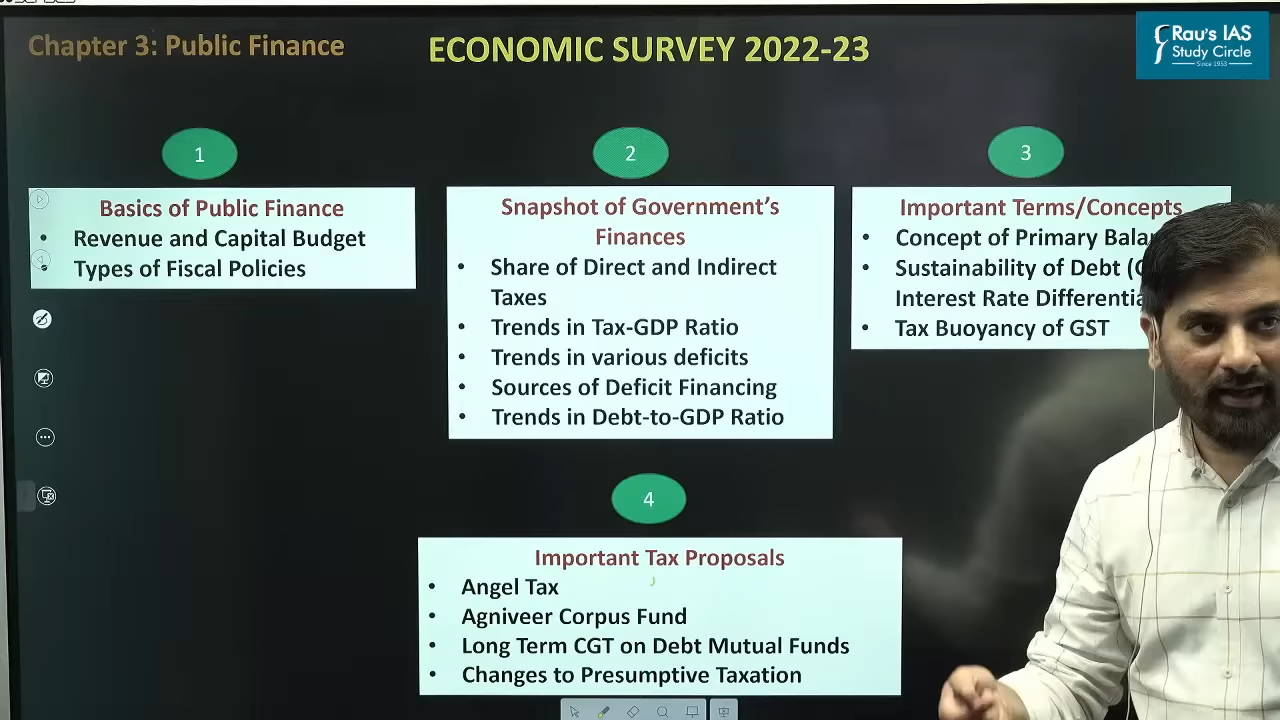 Chapter 3: Public Finance
ECONOMIC SURVEY 2022-23
Rau's IAS
Study Circle
Since 1953
1
Basics of Public Finance
• Revenue and Capital Budget
• Types of Fiscal Policies
2
Snapshot of Government's
Finances
• Share of Direct and Indirect
Taxes
• Trends in Tax-GDP Ratio
• Trends in various deficits
• Sources of Deficit Financing
• Trends in Debt-to-GDP Ratio
3
Important Terms/Concepts
• Concept of Primary
• Sustainability of Debt
Interest Rate
• Tax Buoyancy of GST
4
Important Tax Proposals
• Angel Tax
• Agniveer Corpus Fund
• Long Term CGT on Debt Mutual Funds
• Changes to Presumptive Taxation